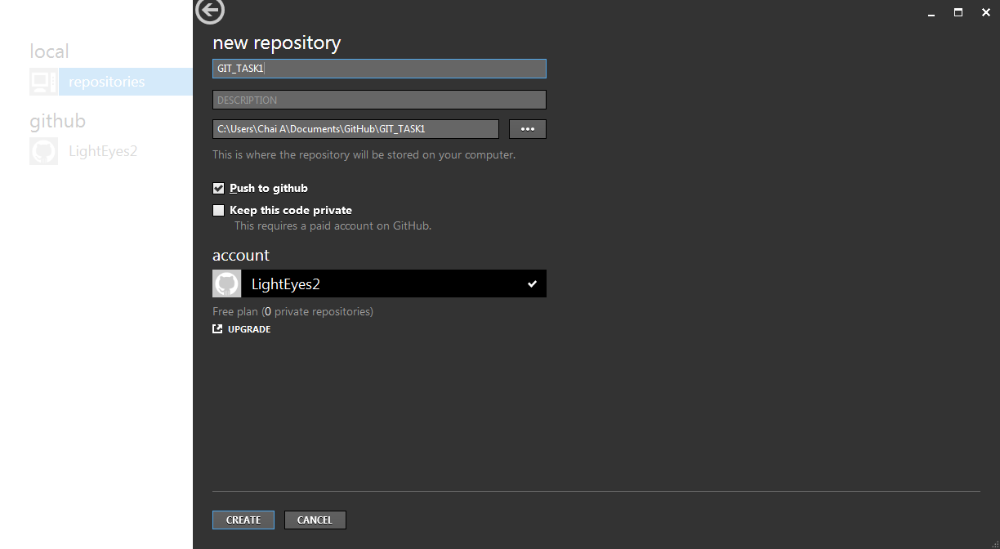 local
repositories
github
LightEyes2
new repository
GIT_TASK1
DESCRIPTION
C:\Users\Chai A\Documents\GitHub\GIT_TASK1
This is where the repository will be stored on your computer.
Push to github
Keep this code private
This requires a paid account on GitHub.
account
LightEyes2
Free plan (0 private repositories)
UPGRADE
CREATE CANCEL